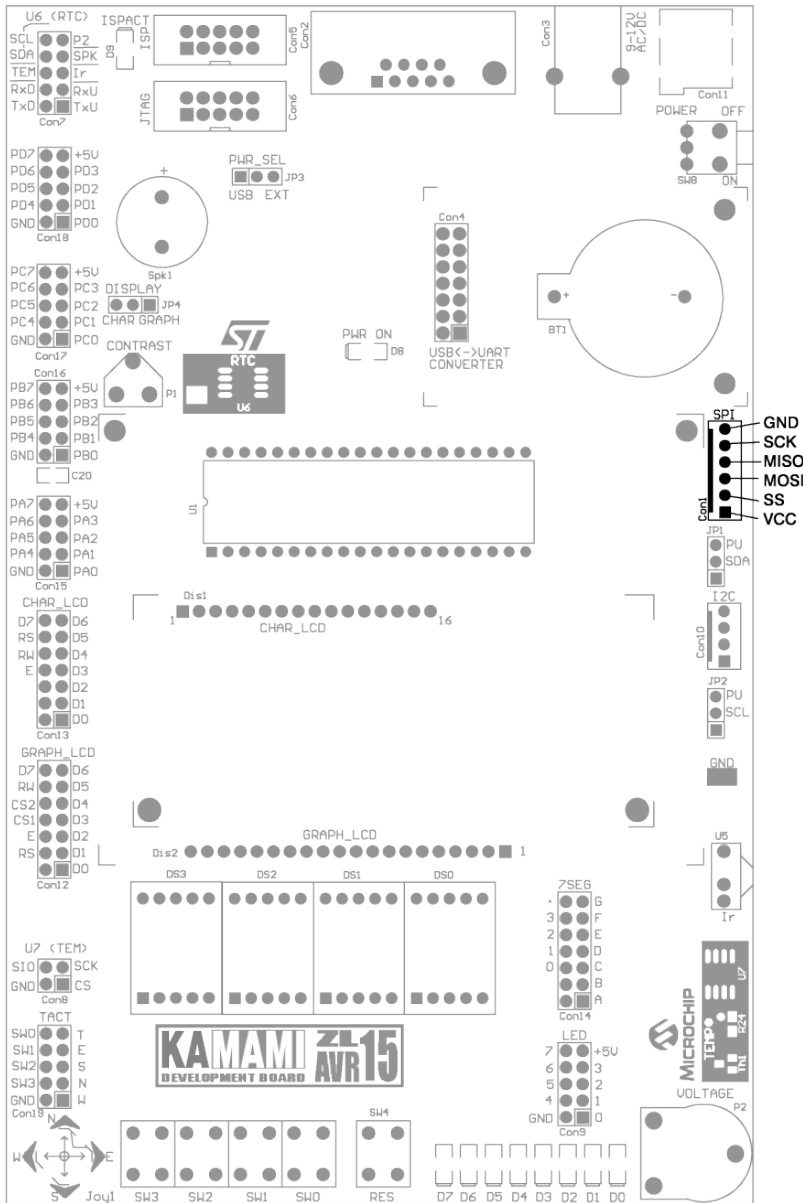 U6 (RTC)
SCL P2
SDA SPK
TEM Ir
RxD RxU
TxD TxU
Con7
ISPACT
D9
ISP
Con5
JTAG
Con6
Con2
Con3
9-12V
AC/DC
Con11
POWER OFF
SW8 ON
PD7 +5V
PD6 PD3
PD5 PD2
PD4 PD1
GND PD0
Con18
+
Spk1
PWR_SEL
JP3
USB EXT
Con4
USB<->UART
CONVERTER
+ -
BT1
PC7 +5V
PC6 PC3
PC5 PC2
PC4 PC1
GND PC0
Con17
DISPLAY
JP4
CHAR GRAPH
CONTRAST
P1
ST
RTC
U6
PWR ON
D8
Con16
PB7 +5V
PB6 PB3
PB5 PB2
PB4 PB1
GND PB0
C20
SPI
Con1
GND
SCK
MISO
MOSI
SS
VCC
U1
PA7 +5V
PA6 PA3
PA5 PA2
PA4 PA1
GND PA0
Con15
JP1
PU
SDA
I2C
Con10
JP2
PU
SCL
GND
CHAR_LCD
D7 D6
RS D5
RW D4
E D3
D2
D1
D0
Con13
Dis1
1 16
CHAR_LCD
GRAPH_LCD
D7 D6
RW D5
CS2 D4
CS1 D3
E D2
RS D1
D0
Con12
GRAPH_LCD
Dis2 1
DS3 DS2 DS1 DS0
U5
Ir
7SEG
. G
3 F
2 E
1 D
0 C
B
A
Con14
U7 (TEM)
SIO SCK
GND CS
Con8
TACT
SW0 T
SW1 E
SW2 S
SW3 N
GND W
Con19
KAMAMI
DEVELOPMENT BOARD
ZL
AVR
15
LED
7 +5V
6 3
5 2
4 1
GND 0
Con9
MICROCHIP
TEMP
U7
R24
Th1
VOLTAGE
P2
N
W E
S
Joy1
SW3 SW2 SW1 SW0
SW4
RES
D7 D6 D5 D4 D3 D2 D1 D0